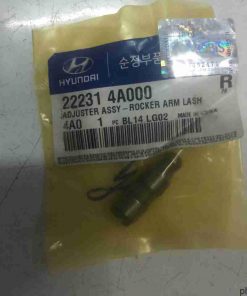 HYUNDAI
순정부품
22231 4A000
ADJUSTER ASSY-ROCKER ARM LASH
4A0 1 PC BL14 LG02 MADE IN
R